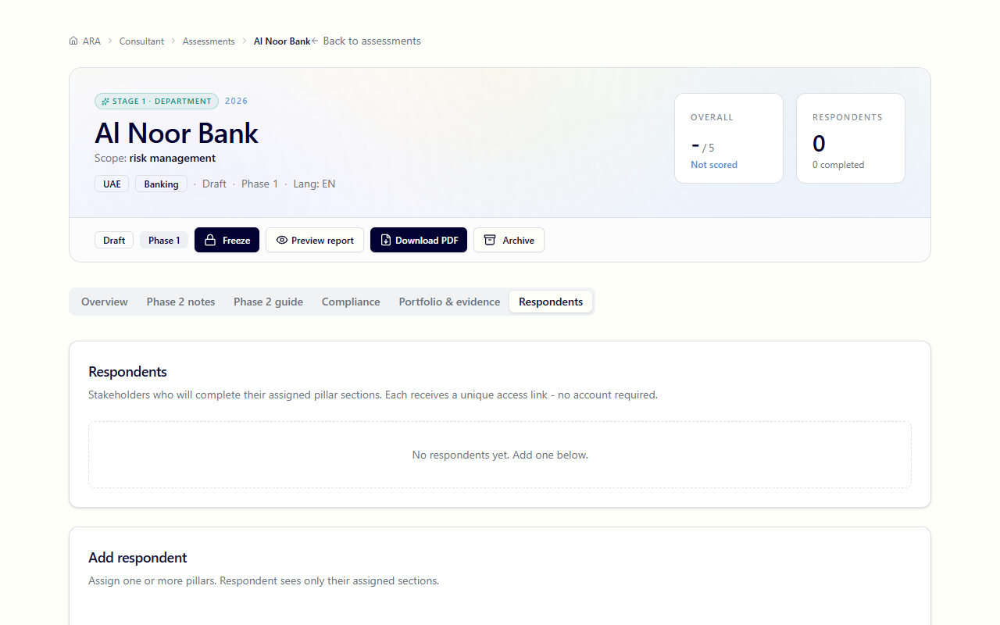 ARA > Consultant > Assessments > Al Noor Bank ← Back to assessments
STAGE 1 · DEPARTMENT 2026
Al Noor Bank
Scope: risk management
UAE Banking · Draft · Phase 1 · Lang: EN
OVERALL
- / 5
Not scored
RESPONDENTS
0
0 completed
Draft Phase 1 Freeze Preview report Download PDF Archive
Overview Phase 2 notes Phase 2 guide Compliance Portfolio & evidence Respondents
Respondents
Stakeholders who will complete their assigned pillar sections. Each receives a unique access link - no account required.
No respondents yet. Add one below.
Add respondent
Assign one or more pillars. Respondent sees only their assigned sections.